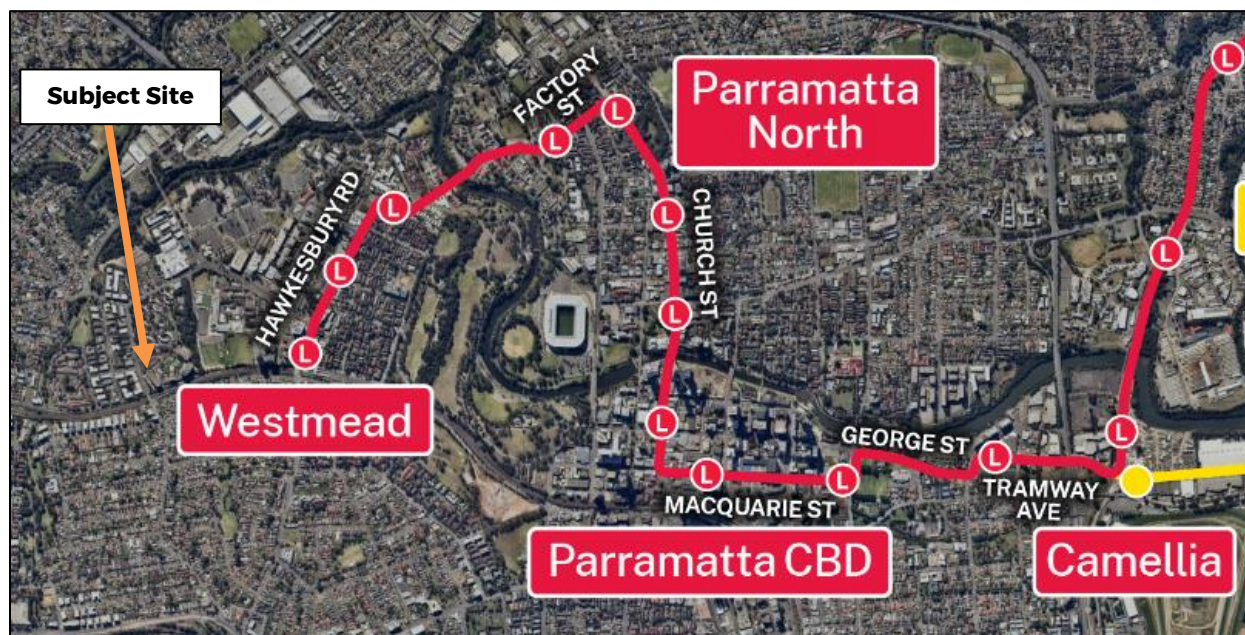 Subject Site
FACTORY
ST
Parramatta
North
HAWKESBURY RD
CHURCH ST
L
L
L
L
L
L
L
L
L
L
L
L
L
L
Westmead
GEORGE ST
TRAMWAY
AVE
MACQUARIE ST
Parramatta CBD
Camellia